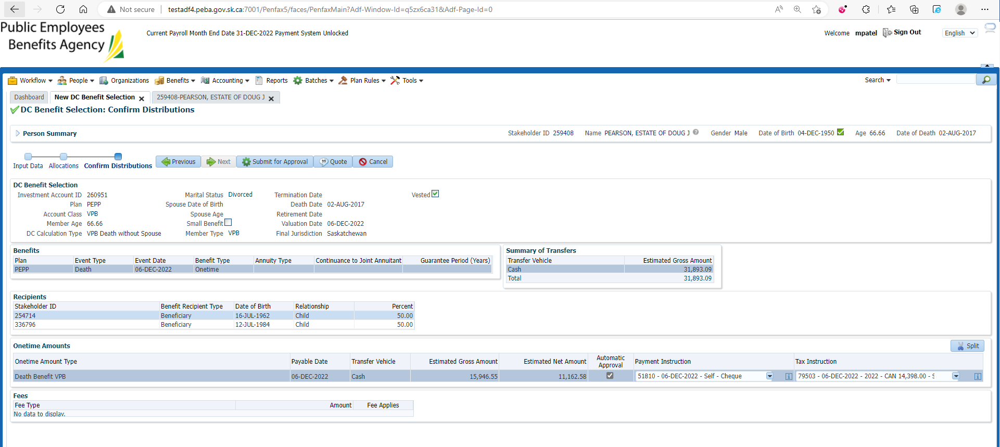 Not secure | testadf4.peba.gov.sk.ca:7001/Penfax5/faces/PenfaxMain?Adf-Window-Id=q5zx6ca31&Adf-Page-Id=0
Public Employees
Benefits Agency
Current Payroll Month End Date 31-DEC-2022 Payment System Unlocked
Welcome mpatel Sign Out English
Workflow People Organizations Benefits Accounting Reports Batches Plan Rules Tools Search
Dashboard New DC Benefit Selection 259408-PEARSON, ESTATE OF DOUG J
DC Benefit Selection: Confirm Distributions
Person Summary Stakeholder ID 259408 Name PEARSON, ESTATE OF DOUG J Gender Male Date of Birth 04-DEC-1950 Age 66.66 Date of Death 02-AUG-2017
Input Data Allocations Confirm Distributions Previous Next Submit for Approval Quote Cancel
DC Benefit Selection
Investment Account ID 260951 Marital Status Divorced Termination Date Vested
Plan PEPP Spouse Date of Birth Death Date 02-AUG-2017
Account Class VPB Spouse Age Retirement Date
Member Age 66.66 Small Benefit Valuation Date 06-DEC-2022
DC Calculation Type VPB Death without Spouse Member Type VPB Final Jurisdiction Saskatchewan
Benefits
Plan Event Type Event Date Benefit Type Annuity Type Continuance to Joint Annuitant Guarantee Period (Years)
PEPP Death 06-DEC-2022 Onetime
Summary of Transfers
Transfer Vehicle Estimated Gross Amount
Cash 31,893.09
Total 31,893.09
Recipients
Stakeholder ID Benefit Recipient Type Date of Birth Relationship Percent
254714 Beneficiary 16-JUL-1962 Child 50.00
336796 Beneficiary 12-JUL-1984 Child 50.00
Onetime Amounts Split
Onetime Amount Type Payable Date Transfer Vehicle Estimated Gross Amount Estimated Net Amount Automatic Approval Payment Instruction Tax Instruction
Death Benefit VPB 06-DEC-2022 Cash 15,946.55 11,162.58 51810 - 06-DEC-2022 - Self - Cheque 79503 - 06-DEC-2022 - 2022 - CAN 14,398.00 - S
Fees
Fee Type Amount Fee Applies
No data to display.